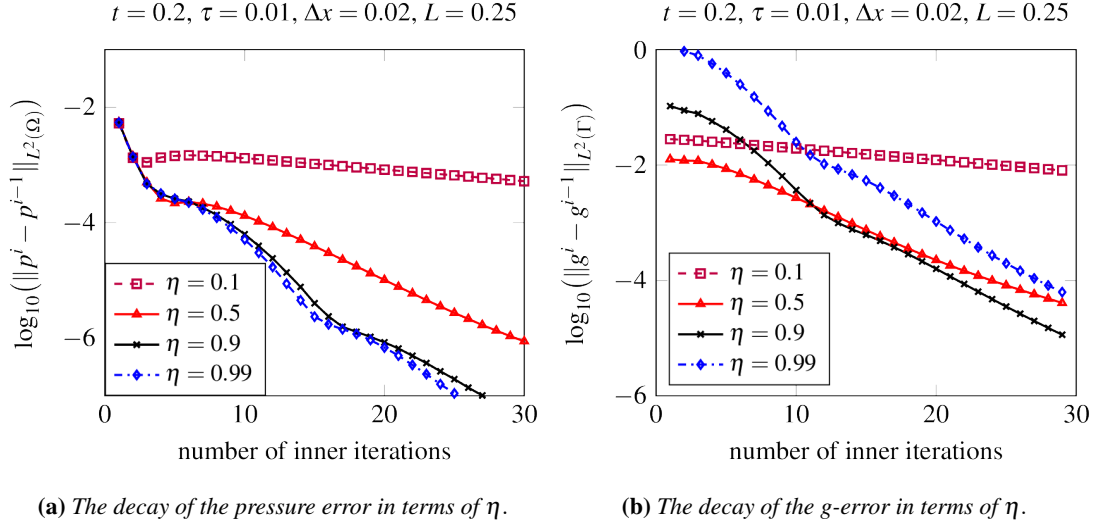 t = 0.2, τ = 0.01, Δx = 0.02, L = 0.25
log₁₀(||pⁱ − pⁱ⁻¹||_{L²(Ω)})
−2
−4
−6
η = 0.1
η = 0.5
η = 0.9
η = 0.99
0 10 20 30
number of inner iterations
(a) The decay of the pressure error in terms of η.
t = 0.2, τ = 0.01, Δx = 0.02, L = 0.25
log₁₀(||gⁱ − gⁱ⁻¹||_{L²(Γ)})
0
−2
−4
−6
η = 0.1
η = 0.5
η = 0.9
η = 0.99
0 10 20 30
number of inner iterations
(b) The decay of the g-error in terms of η.